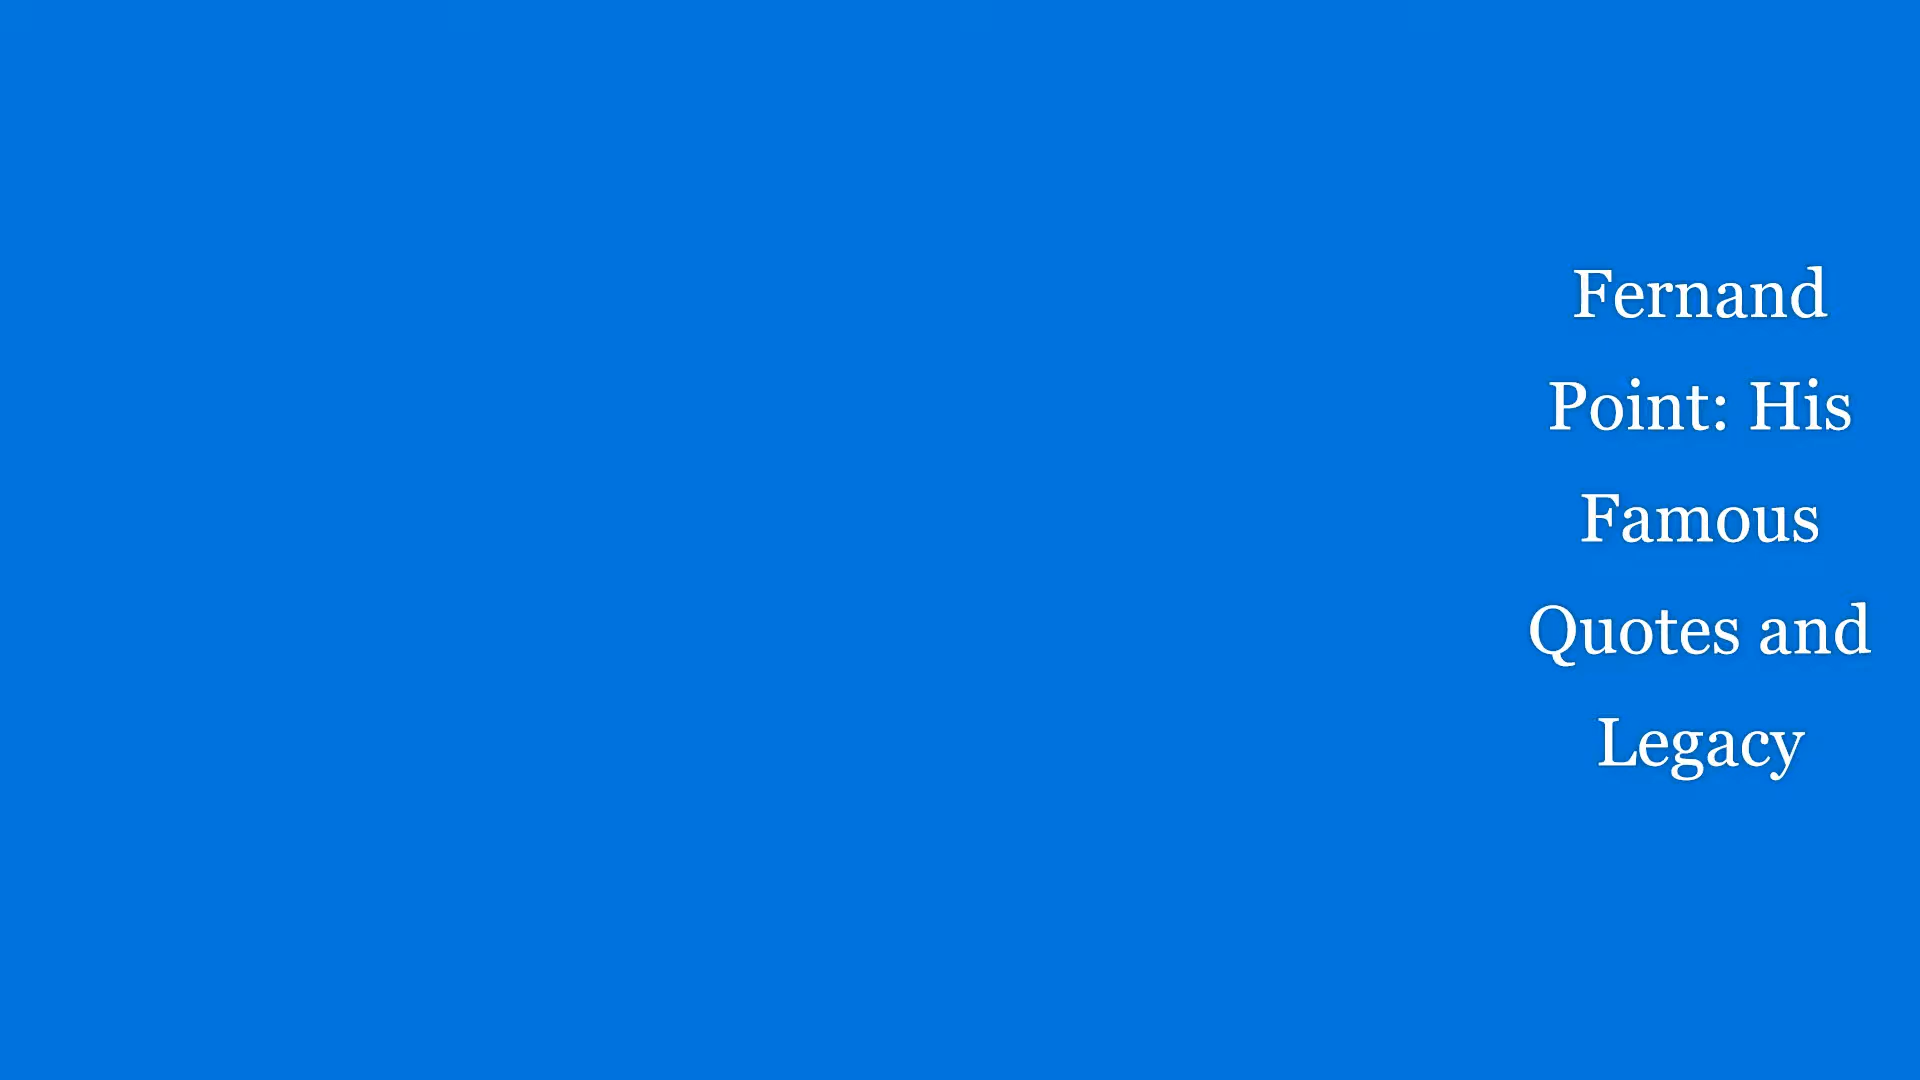 Fernand
Point: His
Famous
Quotes and
Legacy